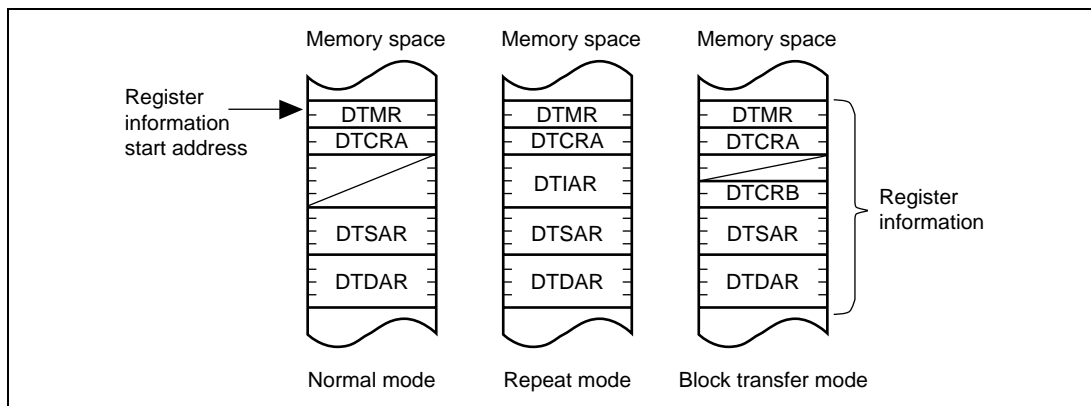 Memory space
Memory space
Memory space
Register
information
start address
DTMR
DTMR
DTMR
DTCRA
DTCRA
DTCRA
DTIAR
DTCRB
DTSAR
DTSAR
DTSAR
DTDAR
DTDAR
DTDAR
Register
information
Normal mode
Repeat mode
Block transfer mode